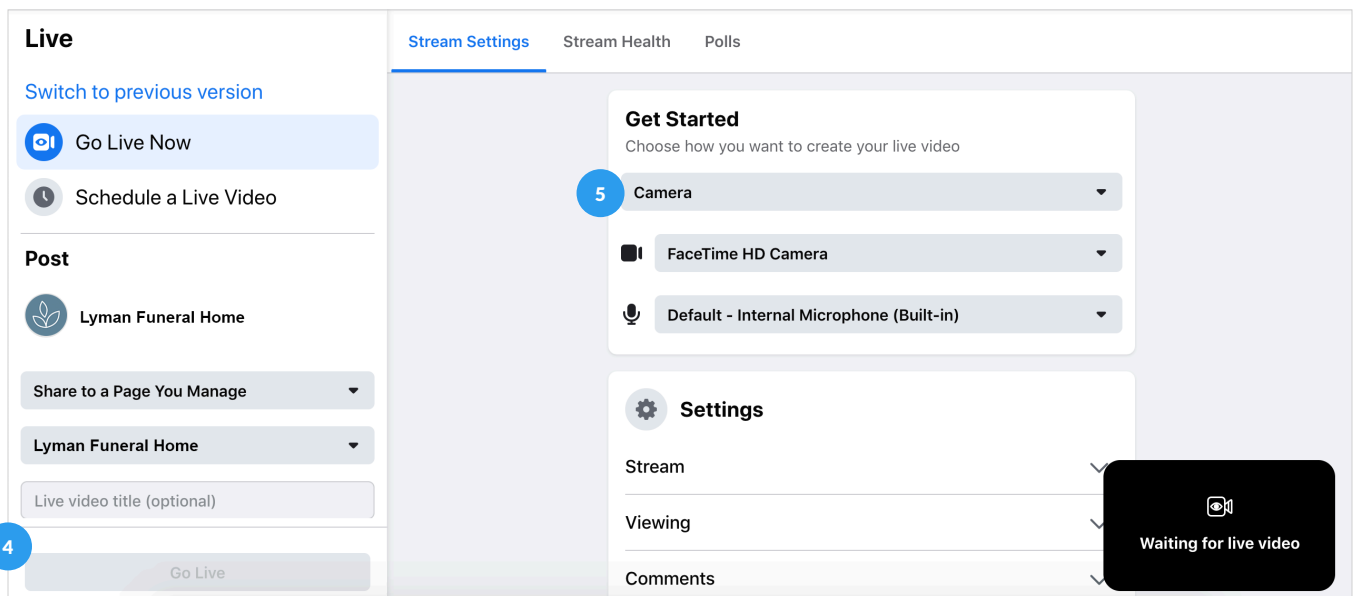 Live
Switch to previous version
Go Live Now
Schedule a Live Video
Post
Lyman Funeral Home
Share to a Page You Manage
Lyman Funeral Home
Live video title (optional)
4
Go Live
Stream Settings Stream Health Polls
Get Started
Choose how you want to create your live video
5 Camera
FaceTime HD Camera
Default - Internal Microphone (Built-in)
Settings
Stream
Viewing
Comments
Waiting for live video